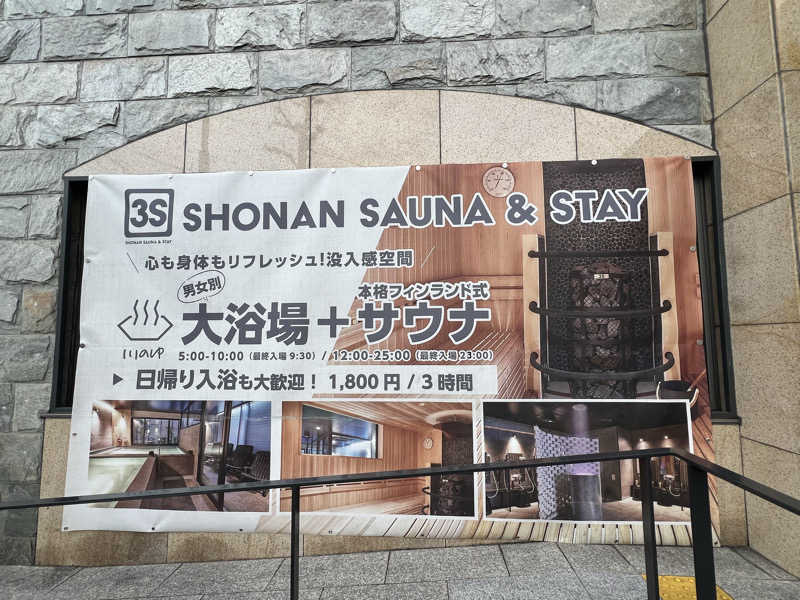 3S SHONAN SAUNA & STAY
SHONAN SAUNA & STAY
\ 心も身体もリフレッシュ!没入感空間 /
男女別
本格フィンランド式
大浴場+サウナ
5:00-10:00(最終入場 9:30) / 12:00-25:00(最終入場 23:00)
▶ 日帰り入浴も大歓迎! 1,800円 / 3時間